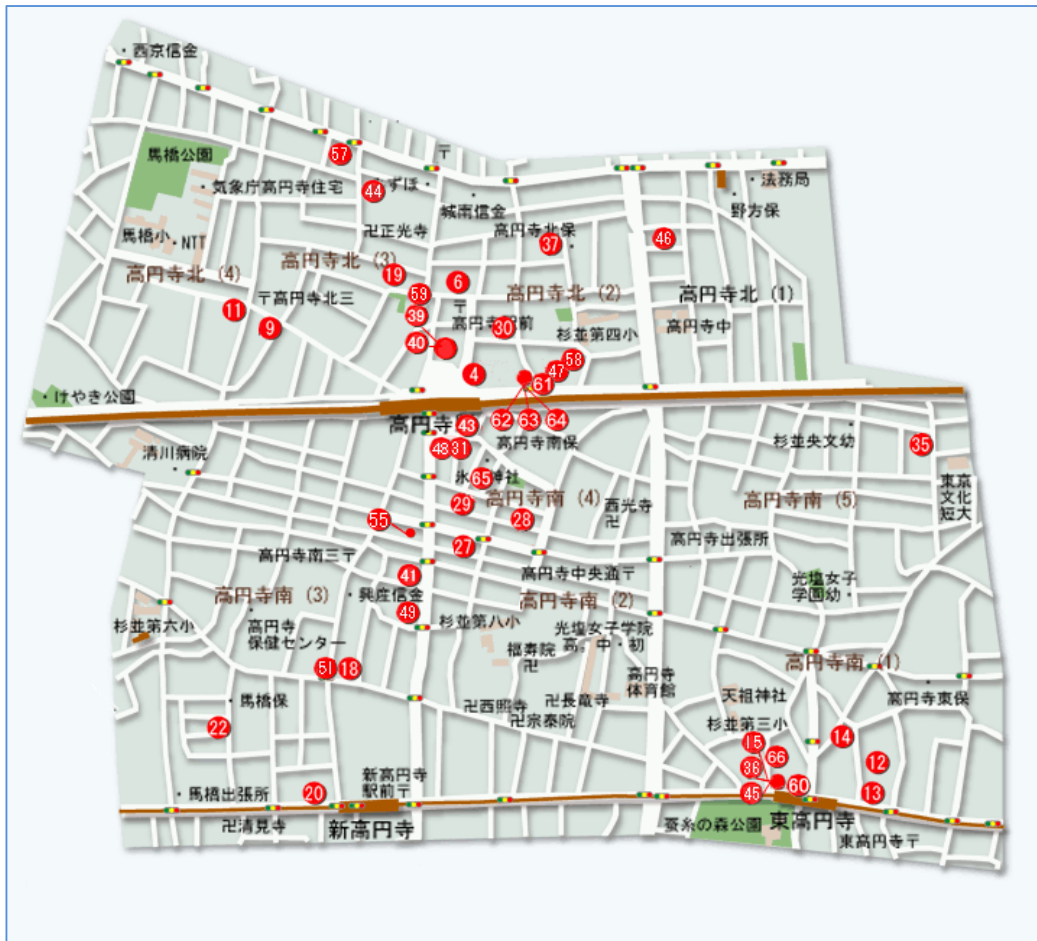 ・西京信金
57
〒
馬橋公園
・気象庁高円寺住宅
44
ずほ・
城南信金
・法務局
野方保
馬橋小・NTT
卍正光寺
高円寺北保
37
46
高円寺北(4)
高円寺北(3)
19
6
59
高円寺北(2)
高円寺北(1)
11
〒高円寺北三
9
39
〒
高円寺駅前
30
杉並第四小
高円寺中
40
4
58
47
61
・けやき公園
高円寺
43
62
63
64
高円寺南保
杉並央文幼
35
清川病院
48
31
氷 神社
65
東京
文化
短大
29
高円寺南(4)
28
西光寺
卍
高円寺南(5)
55
27
高円寺出張所
高円寺南三〒
高円寺中央通〒
41
光塩女子
学園幼・
高円寺南(3)
・興産信金
49
高円寺南(2)
杉並第六小
高円寺
保健センター
杉並第八小
光塩女子学院
高。中・初
福寿院
卍
51
18
高円寺
体育館
高円寺南(1)
天祖神社
高円寺東保
・馬橋保
22
卍西照寺
卍長竜寺
卍宗泰院
杉並第三小
14
15
66
36
12
・馬橋出張所
20
新高円寺
駅前〒
45
60
13
卍清見寺
新高円寺
蚕糸の森公園
東高円寺
東高円寺〒